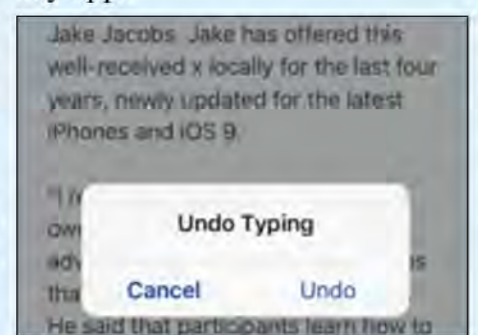 Jake Jacobs. Jake has offered this
well-received x locally for the last four
years, newly updated for the latest
iPhones and iOS 9.
Undo Typing
Cancel
Undo
He said that participants learn how to